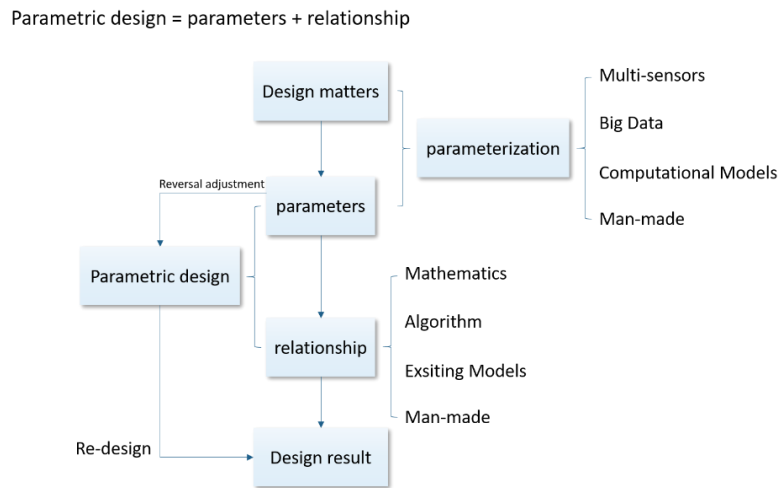 Parametric design = parameters + relationship
Design matters
Multi-sensors
Big Data
parameterization
Computational Models
Man-made
Reversal adjustment
parameters
Parametric design
Mathematics
Algorithm
relationship
Exsiting Models
Man-made
Re-design
Design result